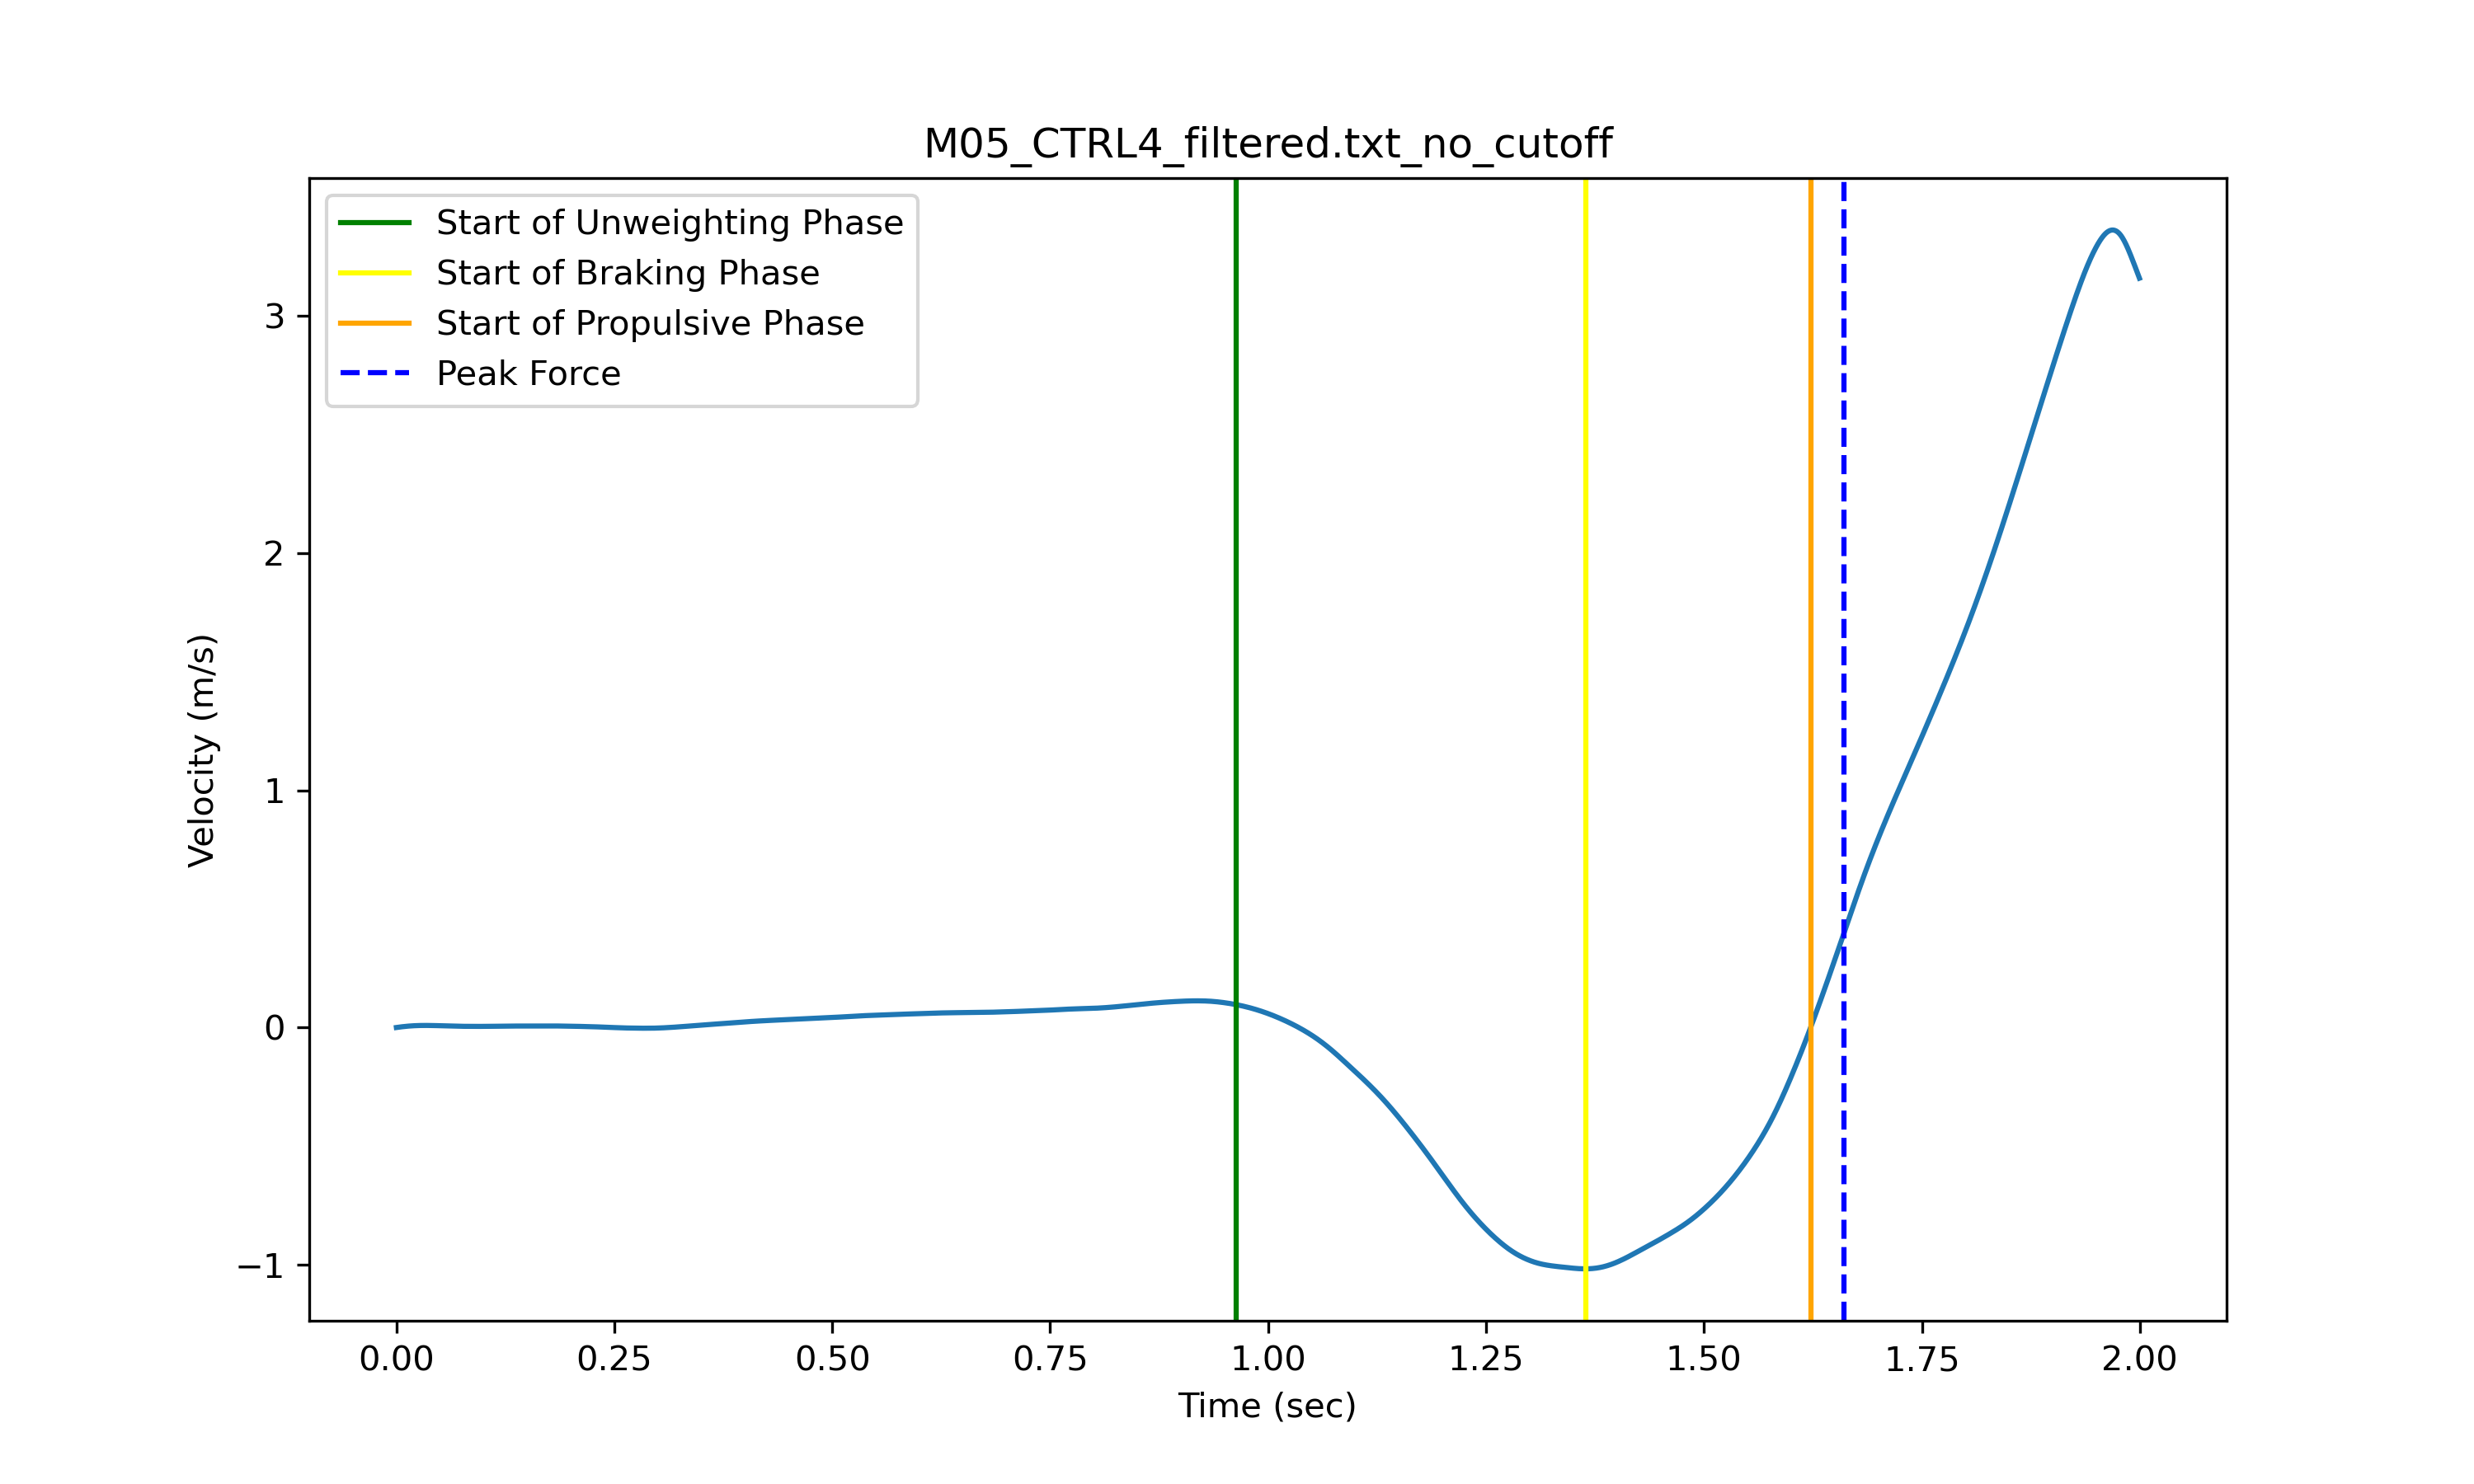 M05_CTRL4_filtered.txt_no_cutoff
Start of Unweighting Phase
Start of Braking Phase
Start of Propulsive Phase
Peak Force
Velocity (m/s)
3
2
1
0
−1
0.00 0.25 0.50 0.75 1.00 1.25 1.50 1.75 2.00
Time (sec)